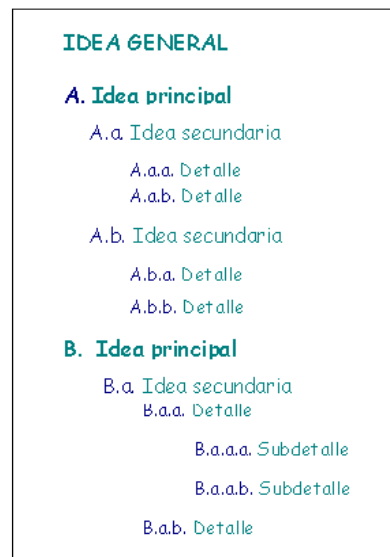 IDEA GENERAL
A. Idea principal
A.a. Idea secundaria
A.a.a. Detalle
A.a.b. Detalle
A.b. Idea secundaria
A.b.a. Detalle
A.b.b. Detalle
B. Idea principal
B.a. Idea secundaria
B.a.a. Detalle
B.a.a.a. Subdetalle
B.a.a.b. Subdetalle
B.a.b. Detalle